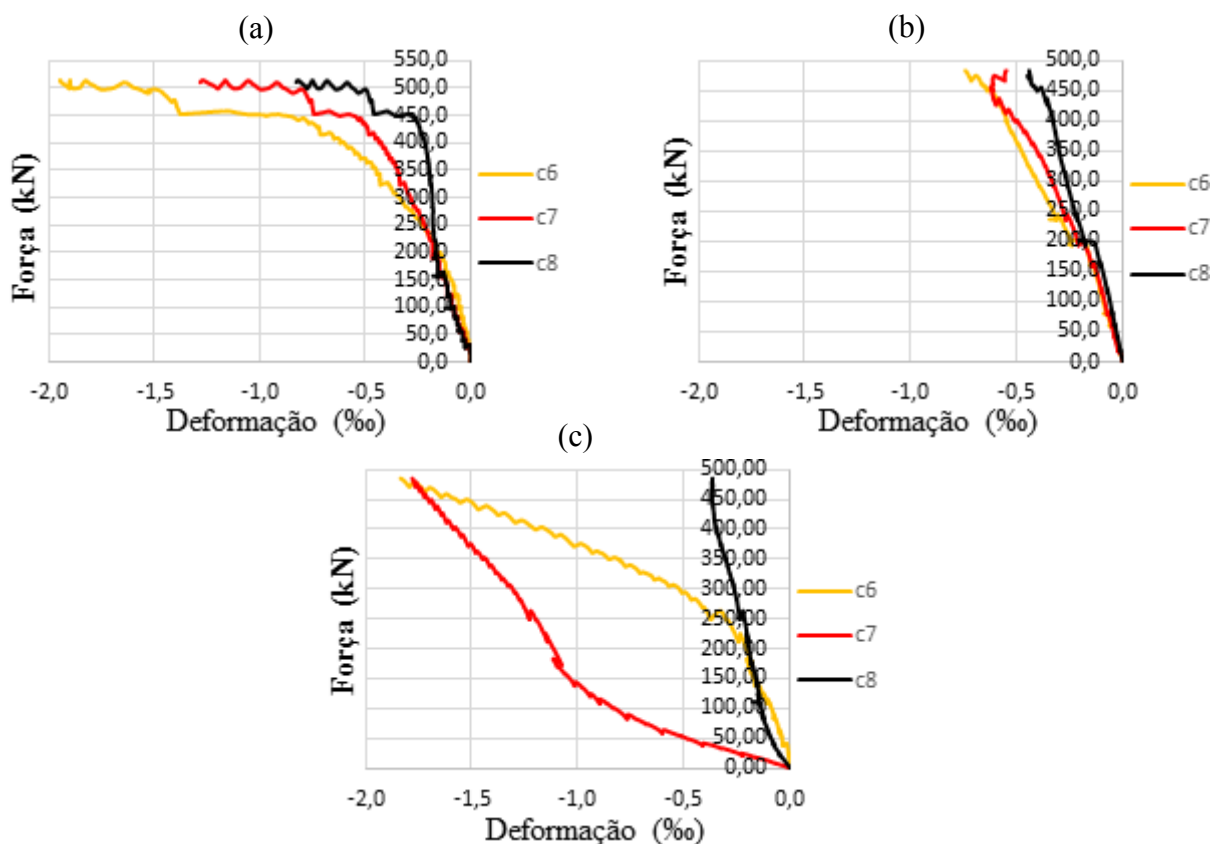 (a)
550,0
500,0
450,0
400,0
350,0
300,0
250,0
200,0
150,0
100,0
50,0
0,0
Força (kN)
-2,0 -1,5 -1,0 -0,5 0,0
Deformação (‰)
c6
c7
c8
(b)
500,0
450,0
400,0
350,0
300,0
250,0
200,0
150,0
100,0
50,0
0,0
Força (kN)
-2,0 -1,5 -1,0 -0,5 0,0
Deformação (‰)
c6
c7
c8
(c)
500,00
450,00
400,00
350,00
300,00
250,00
200,00
150,00
100,00
50,00
0,00
Força (kN)
-2,0 -1,5 -1,0 -0,5 0,0
Deformação (‰)
c6
c7
c8